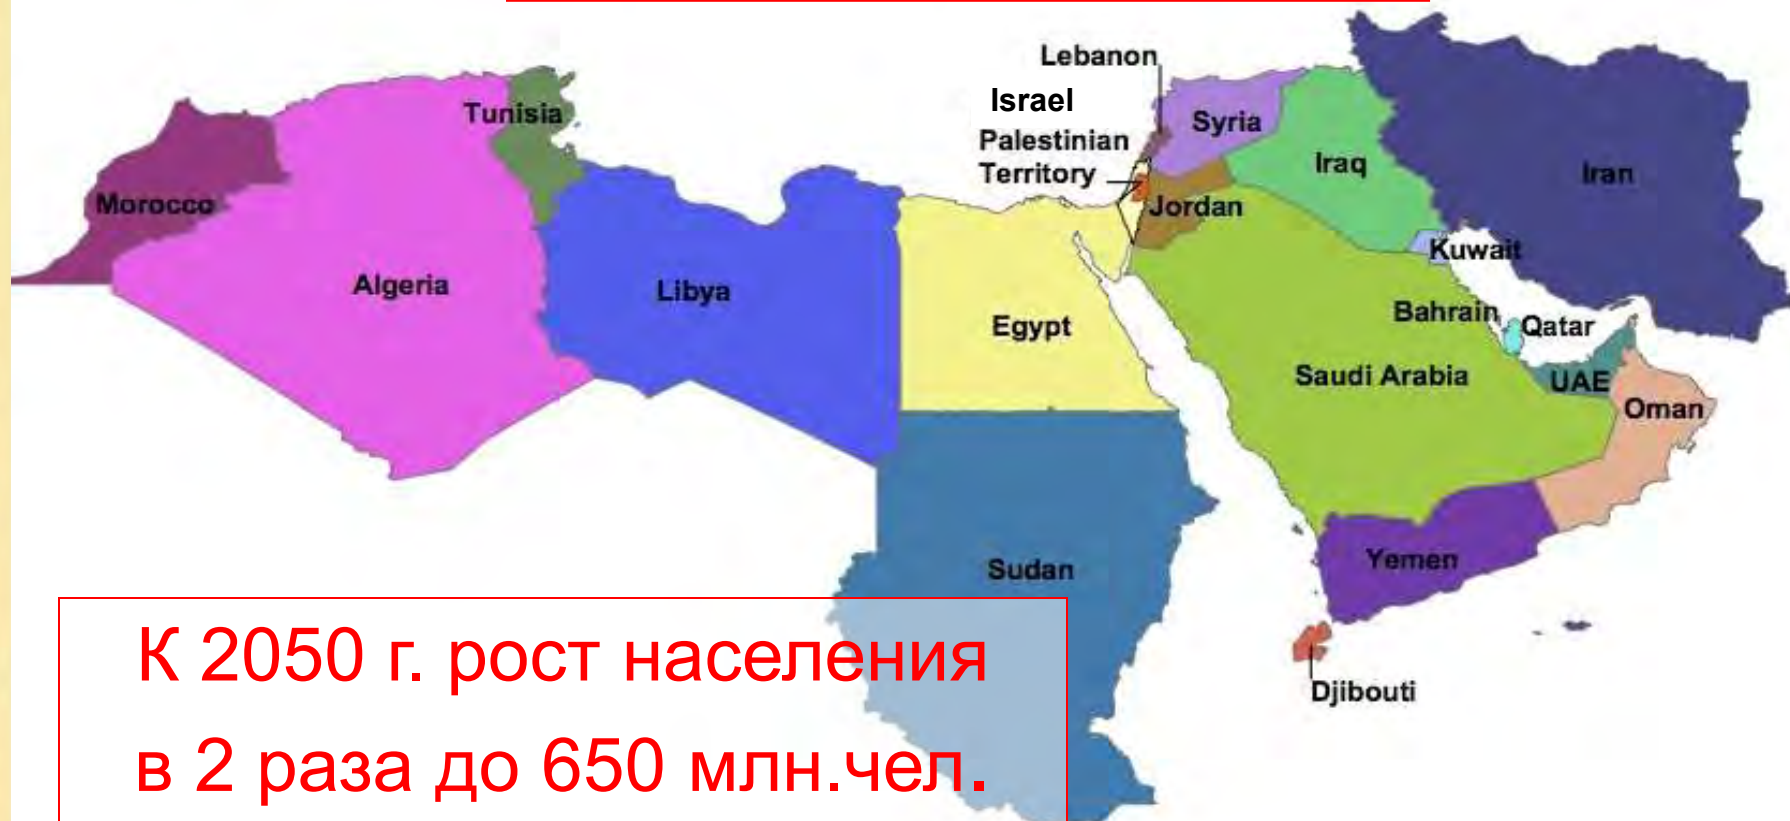 Lebanon
Israel
Palestinian
Territory
Syria
Tunisia
Iraq
Iran
Morocco
Jordan
Kuwait
Algeria
Libya
Egypt
Bahrain
Qatar
Saudi Arabia
UAE
Oman
Yemen
Sudan
Djibouti
К 2050 г. рост населения
в 2 раза до 650 млн.чел.